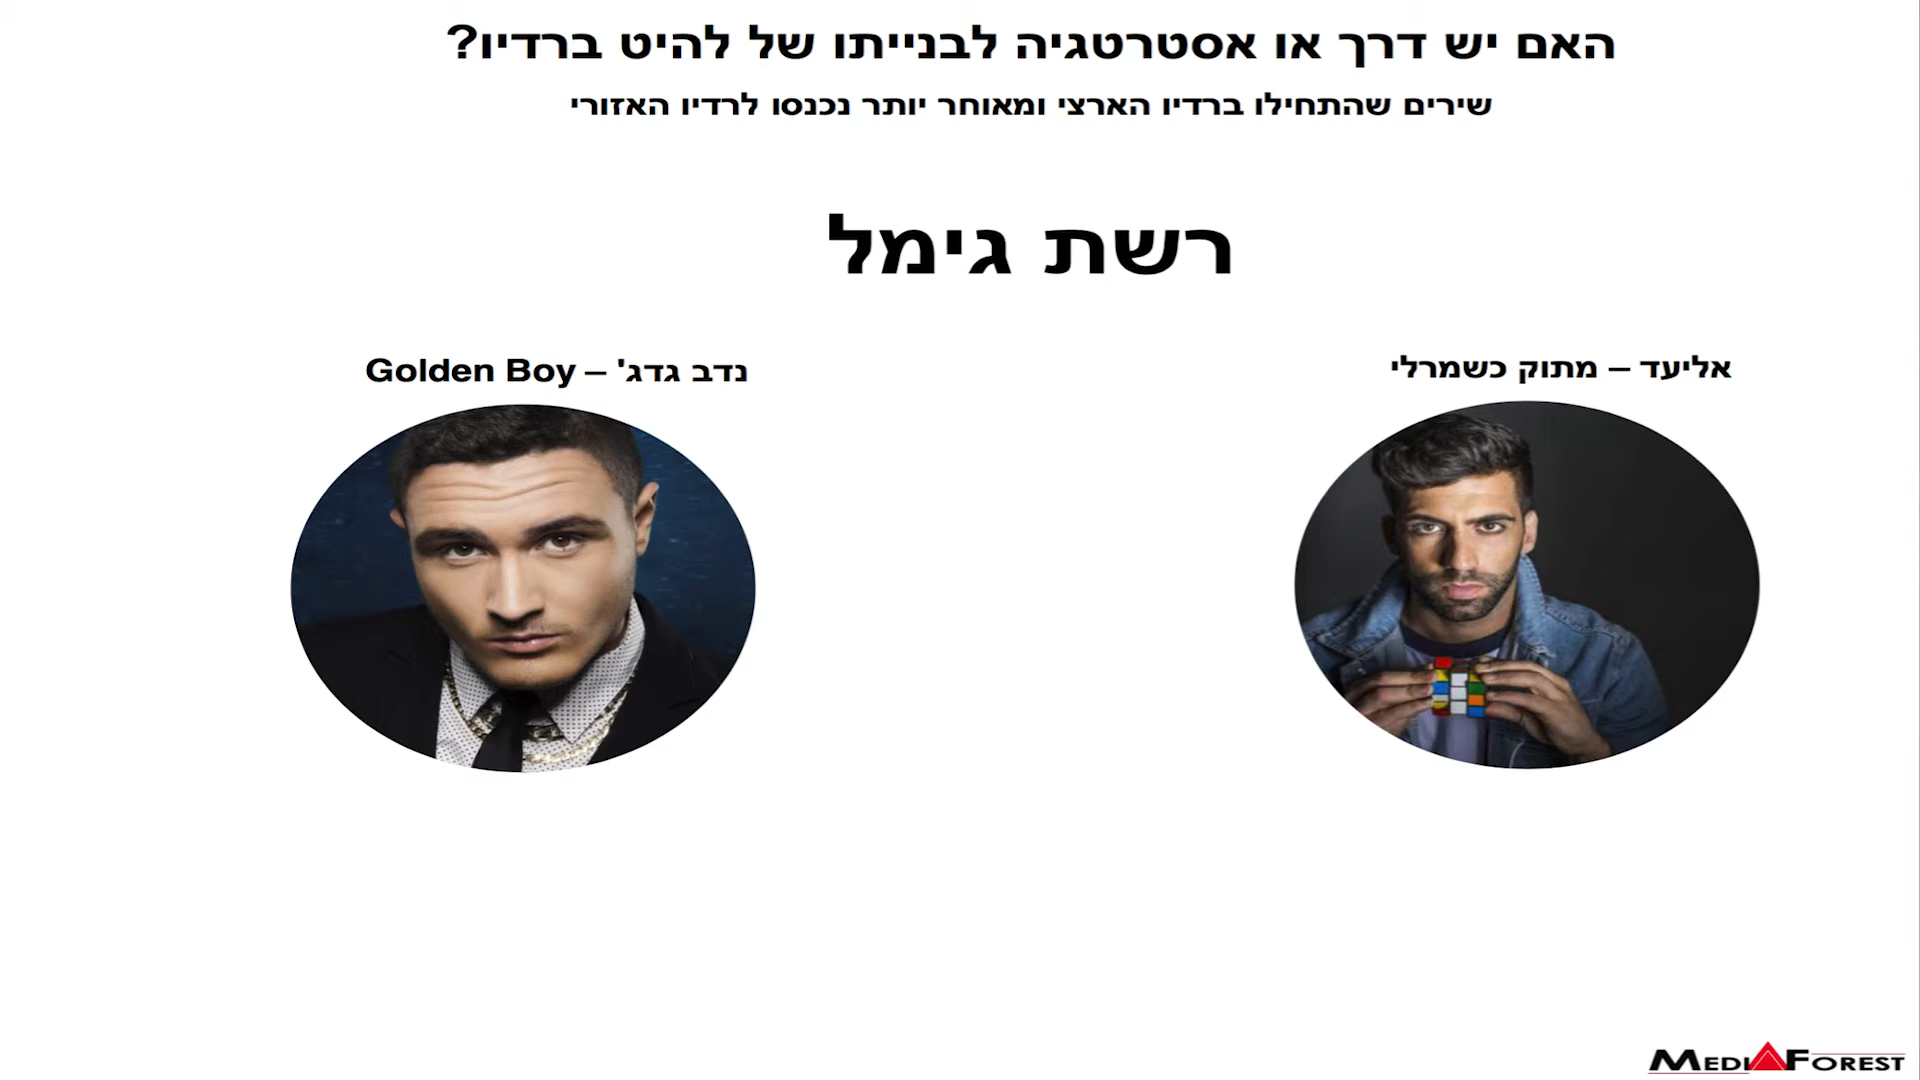 האם יש דרך או אסטרטגיה לבנייתו של להיט ברדיו?
שירים שהתחילו ברדיו הארצי ומאוחר יותר נכנסו לרדיו האזורי
רשת גימל
אליעד – מתוק כשמרלי
נדב גדג' – Golden Boy
MEDIAFOREST